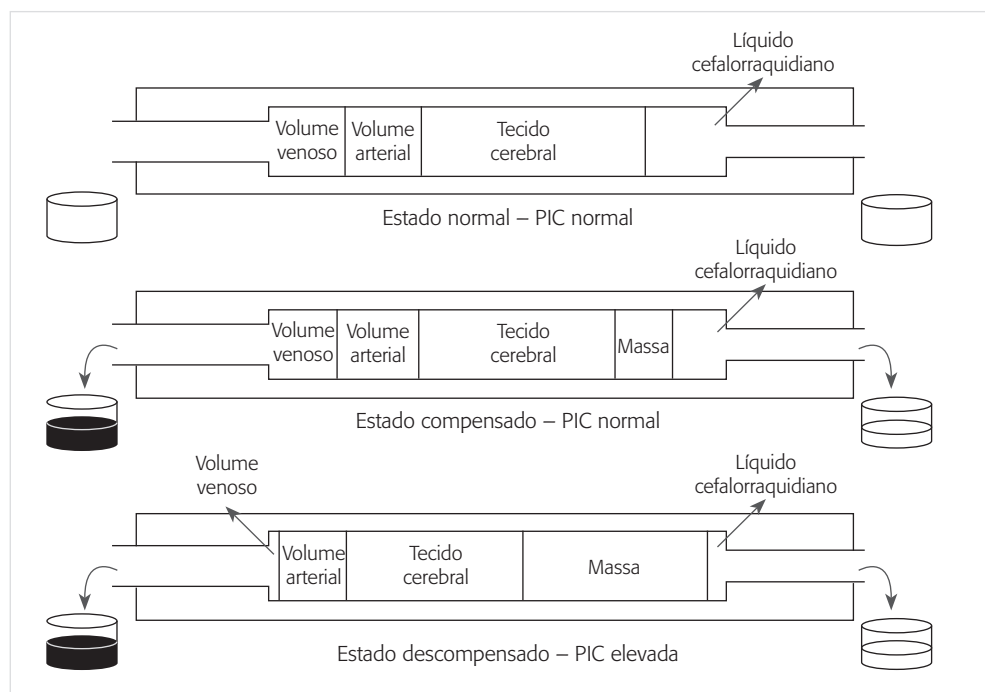 Líquido
cefalorraquidiano
Volume
venoso
Volume
arterial
Tecido
cerebral
Estado normal – PIC normal
Líquido
cefalorraquidiano
Volume
venoso
Volume
arterial
Tecido
cerebral
Massa
Estado compensado – PIC normal
Volume
venoso
Líquido
cefalorraquidiano
Volume
arterial
Tecido
cerebral
Massa
Estado descompensado – PIC elevada